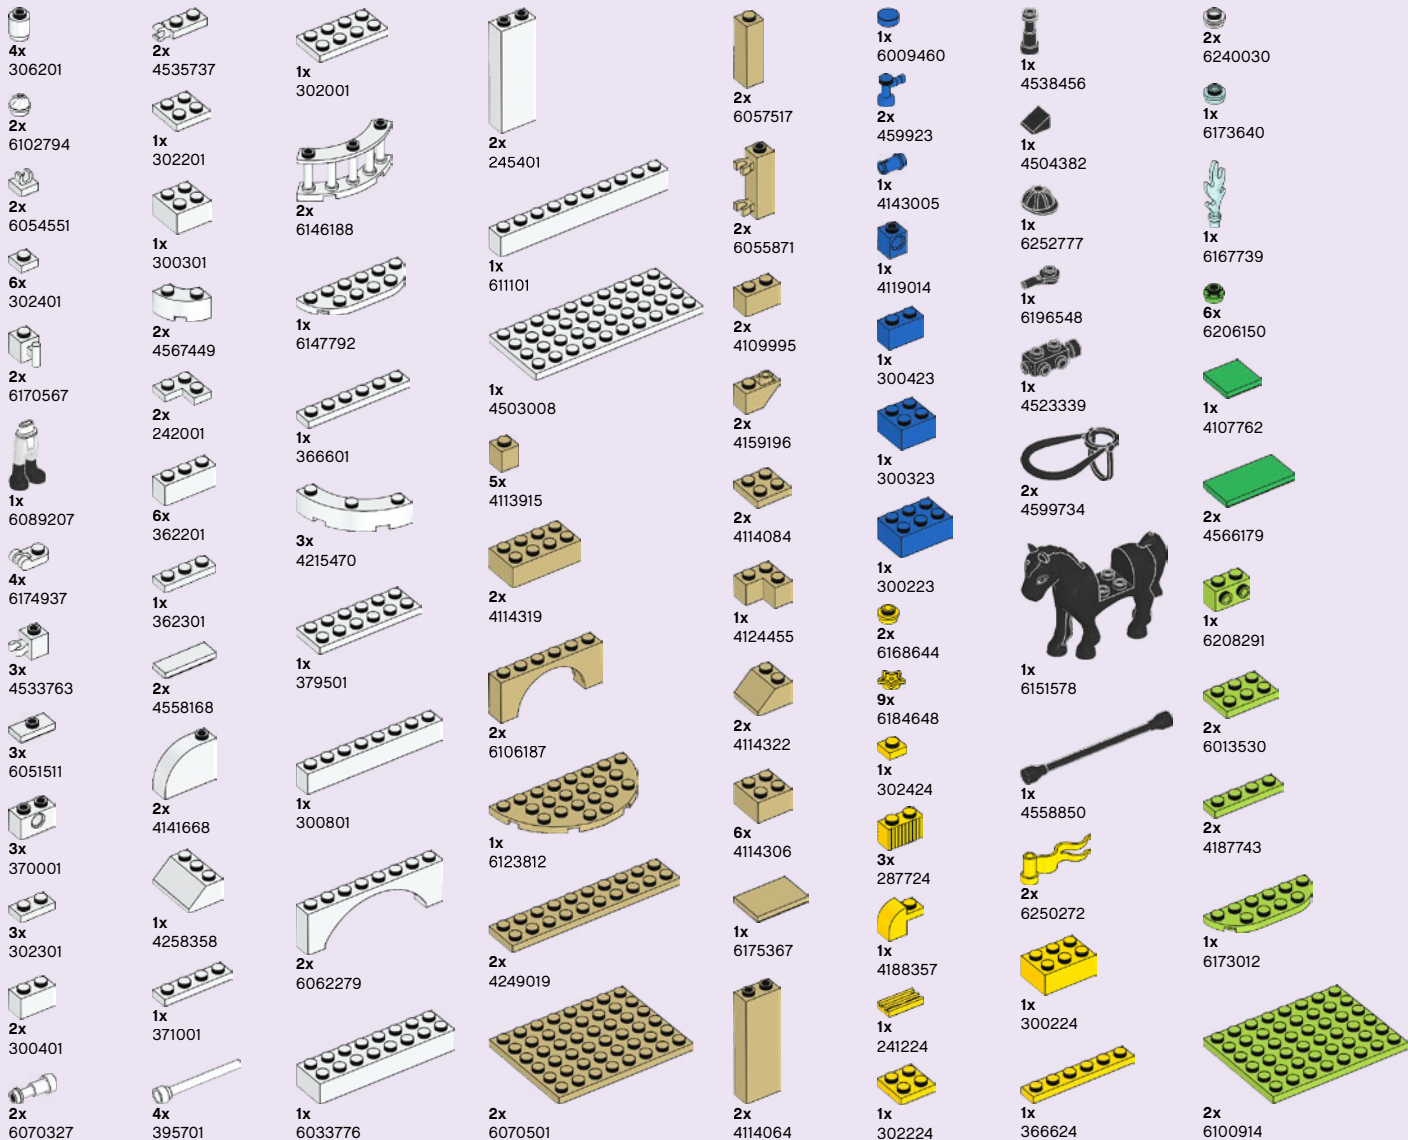 4x
306201
2x
6102794
2x
6054551
6x
302401
2x
6170567
1x
6089207
4x
6174937
3x
4533763
3x
6051511
3x
370001
3x
302301
2x
300401
2x
6070327
2x
4535737
1x
302201
1x
300301
2x
4567449
2x
242001
6x
362201
1x
362301
2x
4558168
2x
4141668
1x
4258358
1x
371001
4x
395701
1x
302001
2x
6146188
1x
6147792
1x
366601
3x
4215470
1x
379501
1x
300801
2x
6062279
1x
6033776
2x
245401
1x
611101
1x
4503008
5x
4113915
2x
4114319
2x
6106187
1x
6123812
2x
4249019
2x
6070501
2x
6057517
2x
6055871
2x
4109995
2x
4159196
2x
4114084
1x
4124455
2x
4114322
6x
4114306
1x
6175367
2x
4114064
1x
6009460
2x
459923
1x
4143005
1x
4119014
1x
300423
1x
300323
1x
300223
2x
6168644
9x
6184648
1x
302424
3x
287724
1x
4188357
1x
241224
1x
302224
1x
4538456
1x
4504382
1x
6252777
1x
6196548
1x
4523339
2x
4599734
1x
6151578
1x
4558850
2x
6250272
1x
300224
1x
366624
2x
6240030
1x
6173640
1x
6167739
6x
6206150
1x
4107762
2x
4566179
1x
6208291
2x
6013530
2x
4187743
1x
6173012
2x
6100914